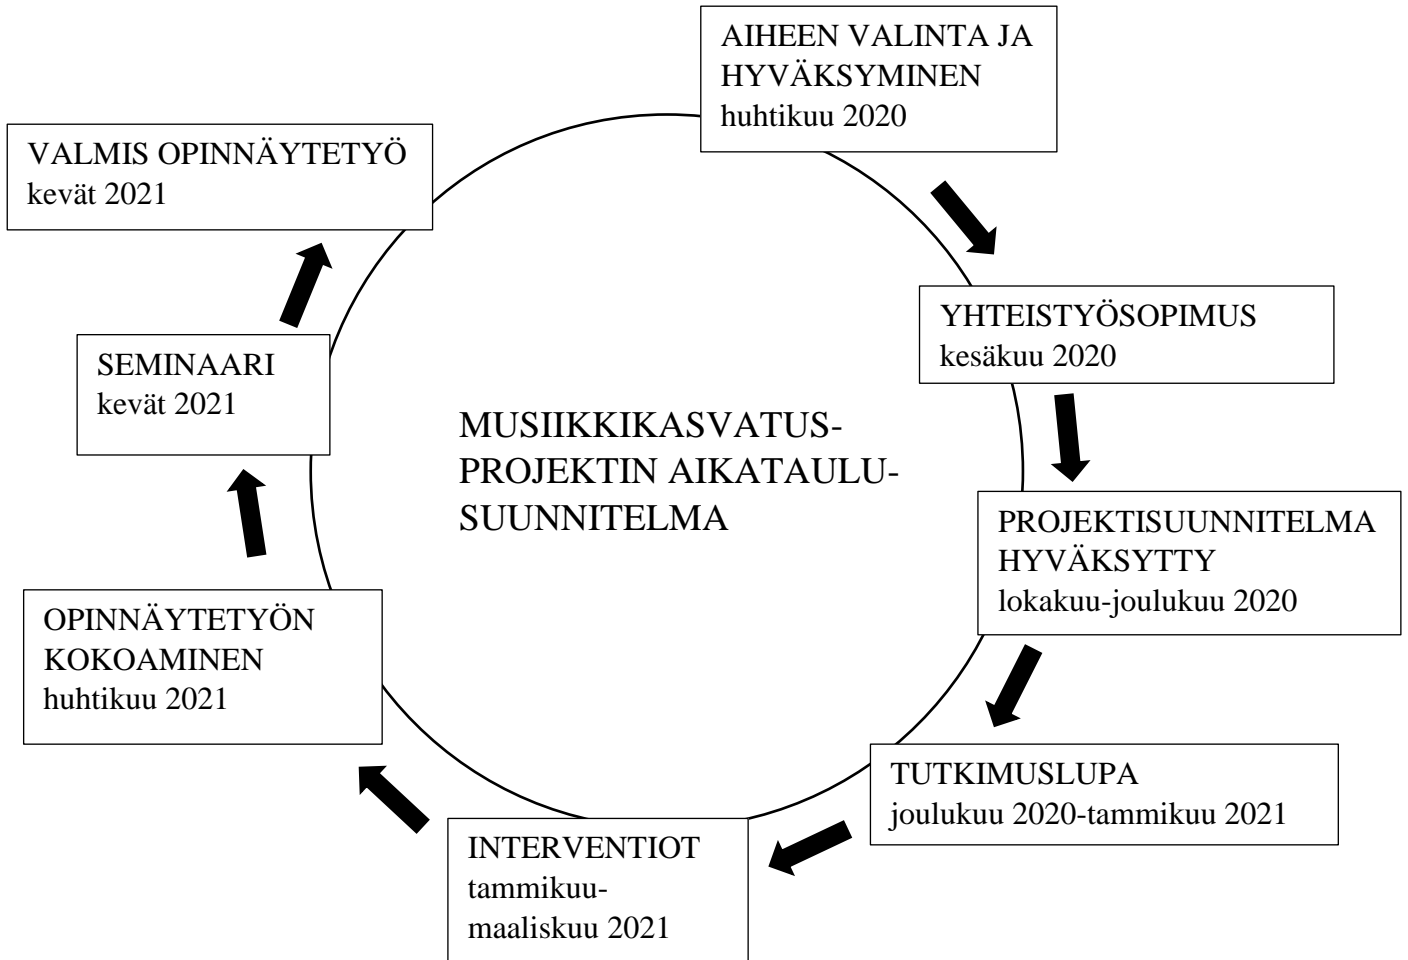 AIHEEN VALINTA JA
HYVÄKSYMINEN
huhtikuu 2020
YHTEISTYÖSOPIMUS
kesäkuu 2020
PROJEKTISUUNNITELMA
HYVÄKSYTTY
lokakuu-joulukuu 2020
TUTKIMUSLUPA
joulukuu 2020-tammikuu 2021
INTERVENTIOT
tammikuu-
maaliskuu 2021
OPINNÄYTETYÖN
KOKOAMINEN
huhtikuu 2021
SEMINAARI
kevät 2021
VALMIS OPINNÄYTETYÖ
kevät 2021
MUSIIKKIKASVATUS-
PROJEKTIN AIKATAULU-
SUUNNITELMA